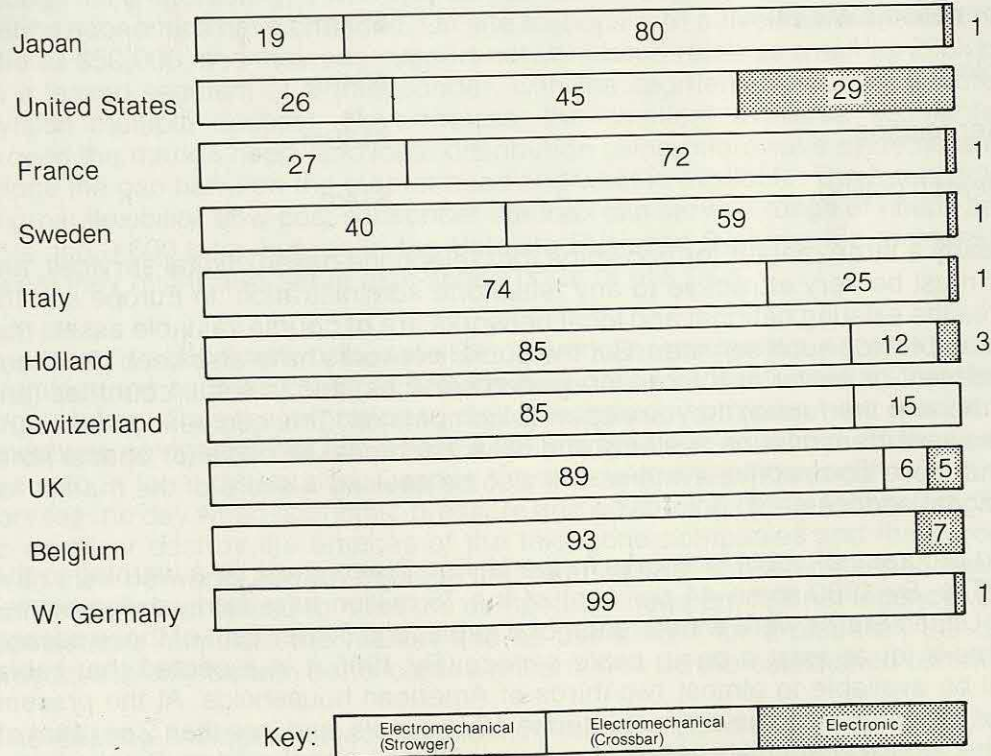 Japan 19 80 1
United States 26 45 29
France 27 72 1
Sweden 40 59 1
Italy 74 25 1
Holland 85 12 3
Switzerland 85 15
UK 89 6 5
Belgium 93 7
W. Germany 99 1
Key: Electromechanical (Strowger) Electromechanical (Crossbar) Electronic